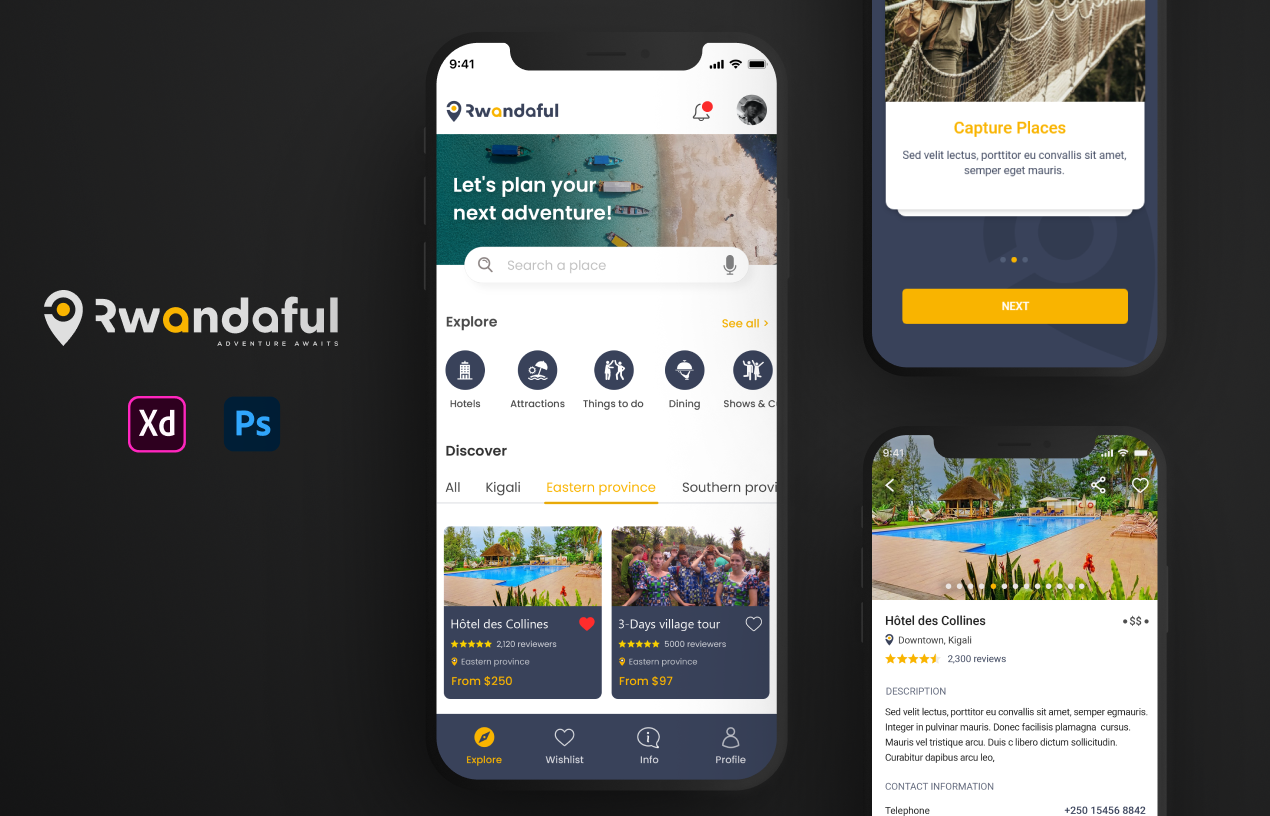 Rwandaful
ADVENTURE AWAITS
Xd
Ps
9:41
Rwandaful
Let's plan your
next adventure!
Search a place
Explore
See all >
Hotels
Attractions
Things to do
Dining
Shows & C
Discover
All
Kigali
Eastern province
Southern provi
Hôtel des Collines
2,120 reviewers
Eastern province
From $250
3-Days village tour
5000 reviewers
Eastern province
From $97
Explore
Wishlist
Info
Profile
Capture Places
Sed velit lectus, porttitor eu convallis sit amet,
semper eget mauris.
NEXT
9:41
Hôtel des Collines
• $$ •
Downtown, Kigali
2,300 reviews
DESCRIPTION
Sed velit lectus, porttitor eu convallis sit amet, semper egmauris.
Integer in pulvinar mauris. Donec facilisis plamagna cursus.
Mauris vel tristique arcu. Duis c libero dictum sollicitudin.
Curabitur dapibus arcu leo,
CONTACT INFORMATION
Telephone
+250 15456 8842